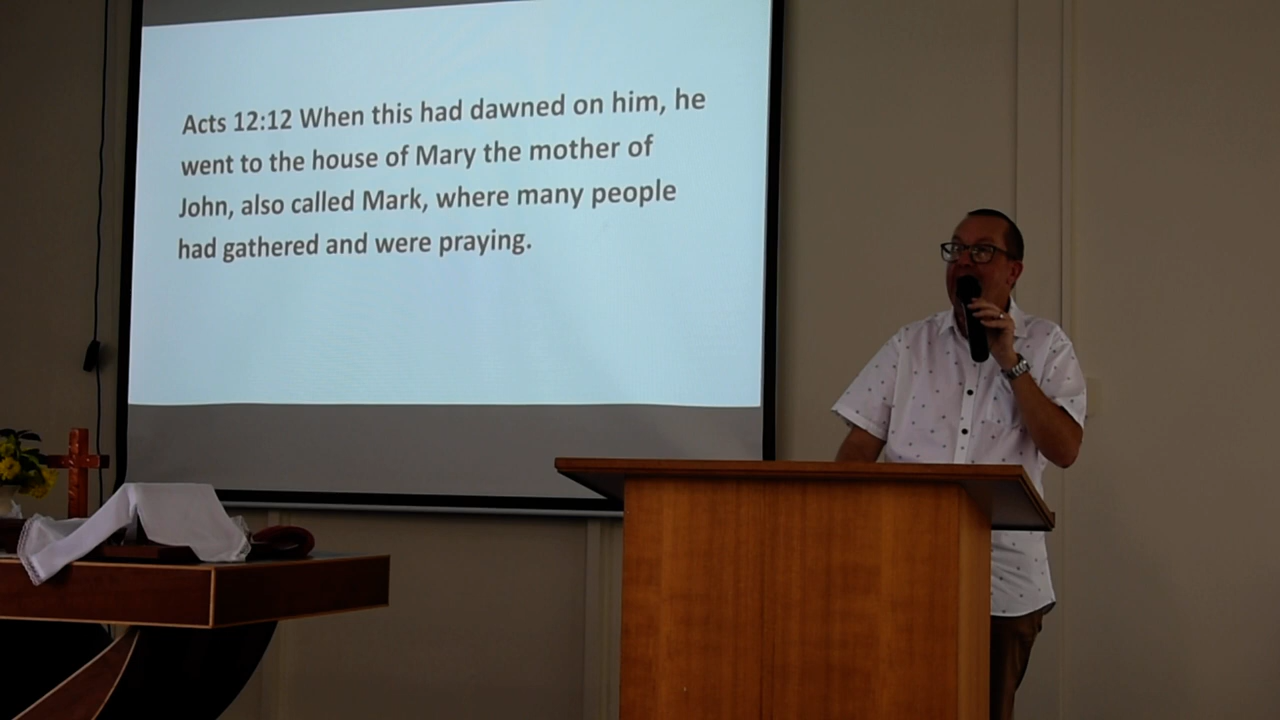 Acts 12:12 When this had dawned on him, he
went to the house of Mary the mother of
John, also called Mark, where many people
had gathered and were praying.